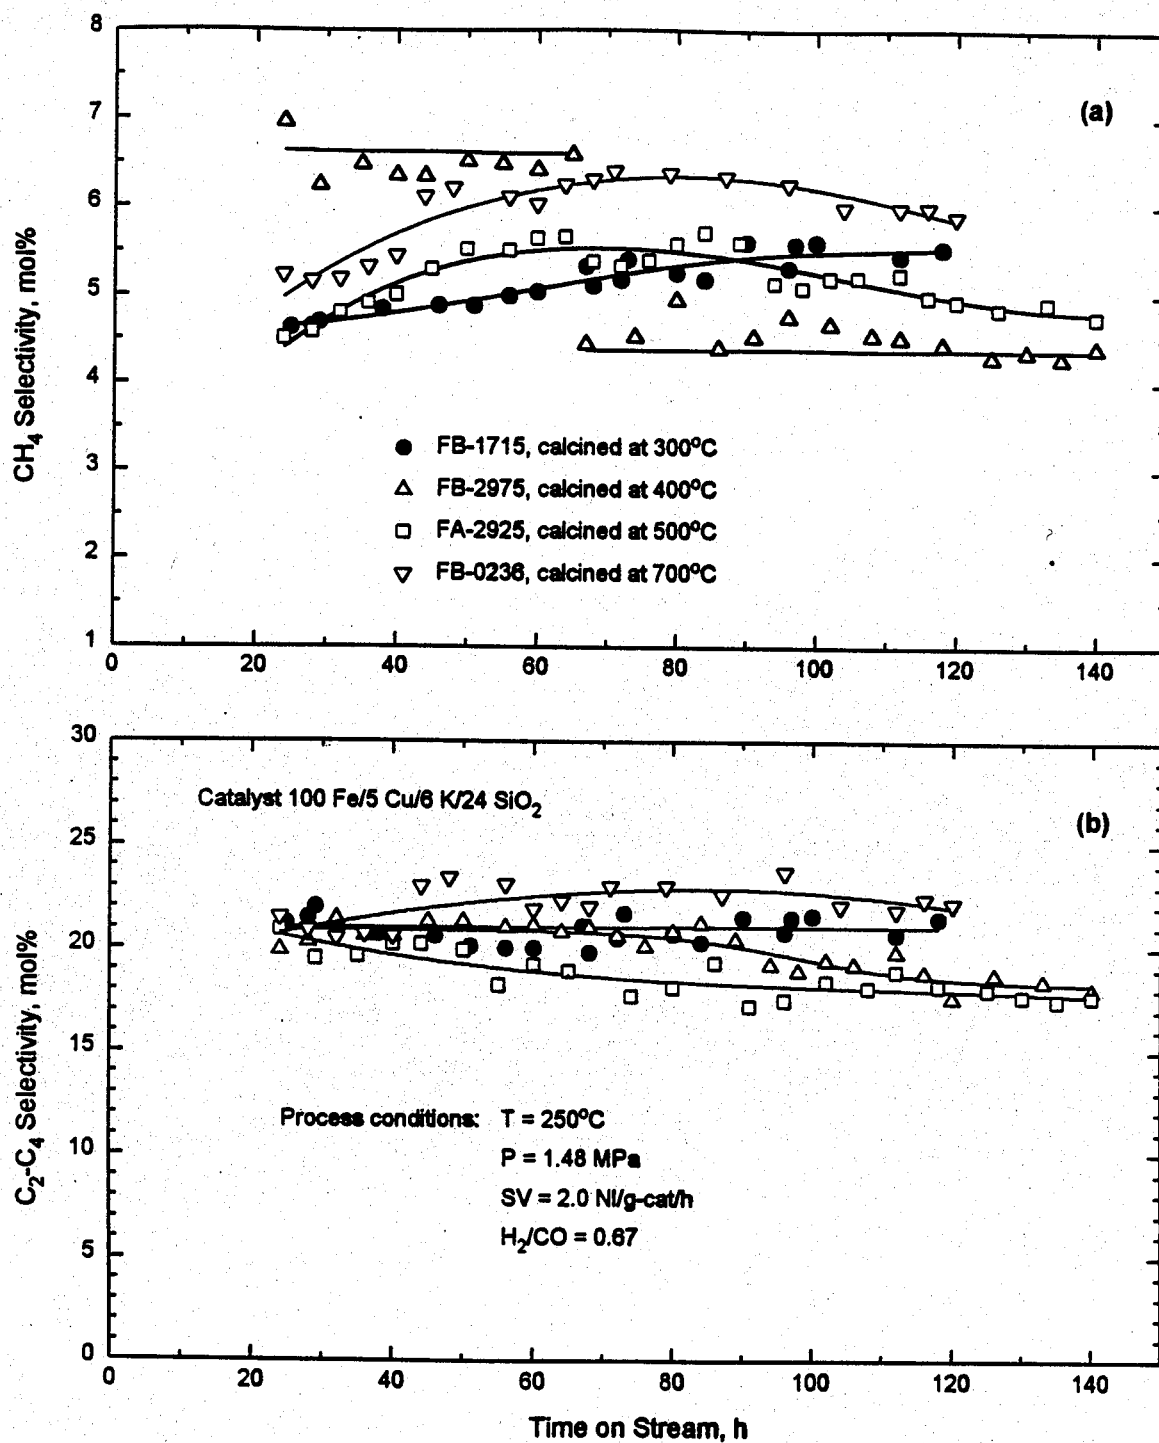 8
7
6
5
4
3
2
1
CH4 Selectivity, mol%
(a)
FB-1715, calcined at 300°C
FB-2975, calcined at 400°C
FA-2925, calcined at 500°C
FB-0236, calcined at 700°C
0 20 40 60 80 100 120 140
30
25
20
15
10
5
0
C2-C4 Selectivity, mol%
Catalyst 100 Fe/5 Cu/6 K/24 SiO2
(b)
Process conditions: T = 250°C
P = 1.48 MPa
SV = 2.0 Nl/g-cat/h
H2/CO = 0.67
0 20 40 60 80 100 120 140
Time on Stream, h